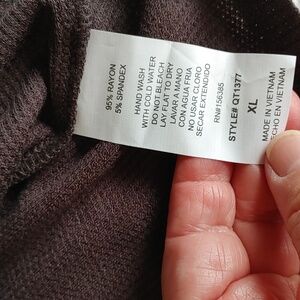 95% RAYON
5% SPANDEX
HAND WASH
WITH COLD WATER
DO NOT BLEACH
LAY FLAT TO DRY
LAVAR A MANO
CON AGUA FRIA
NO USAR CLORO
SECAR EXTENDIDO
RN#156385
STYLE# QT1377
XL
MADE IN VIETNAM
CHO EN VIETNAM